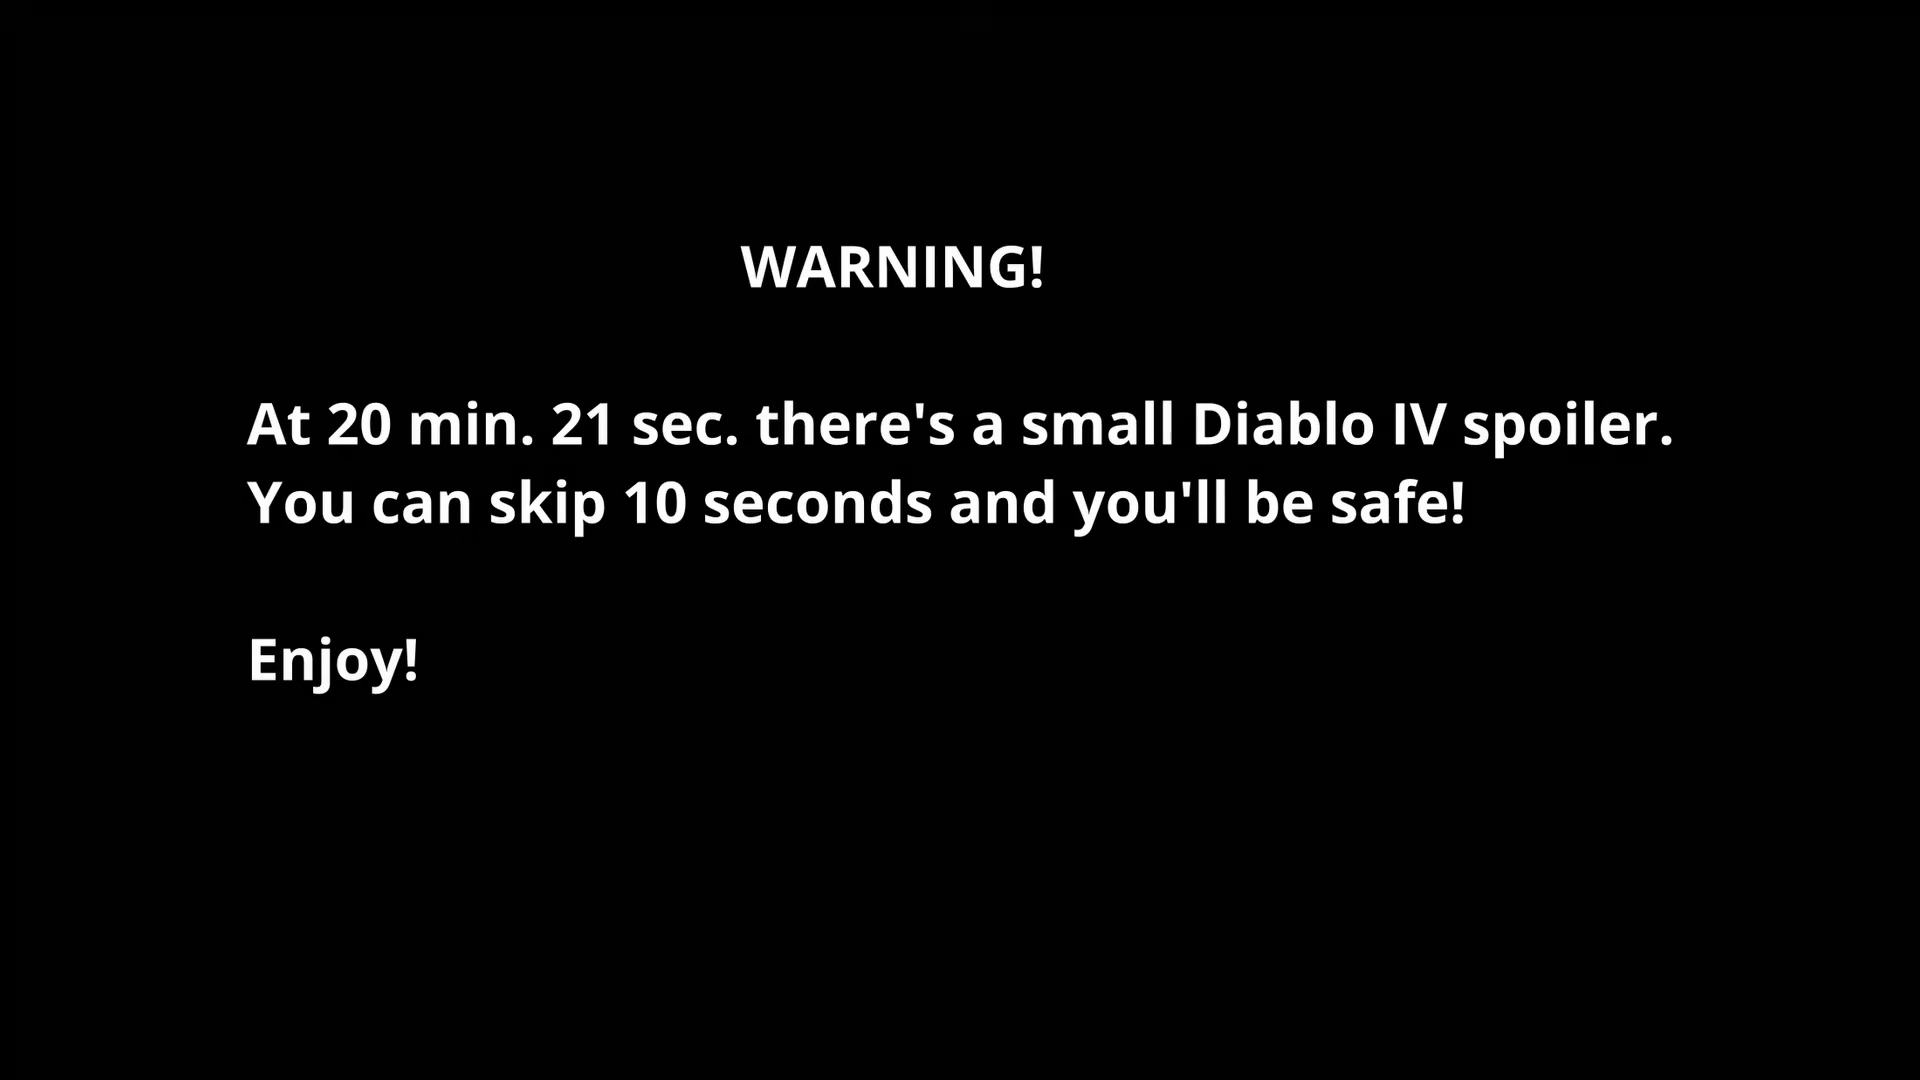 WARNING!
At 20 min. 21 sec. there's a small Diablo IV spoiler.
You can skip 10 seconds and you'll be safe!
Enjoy!